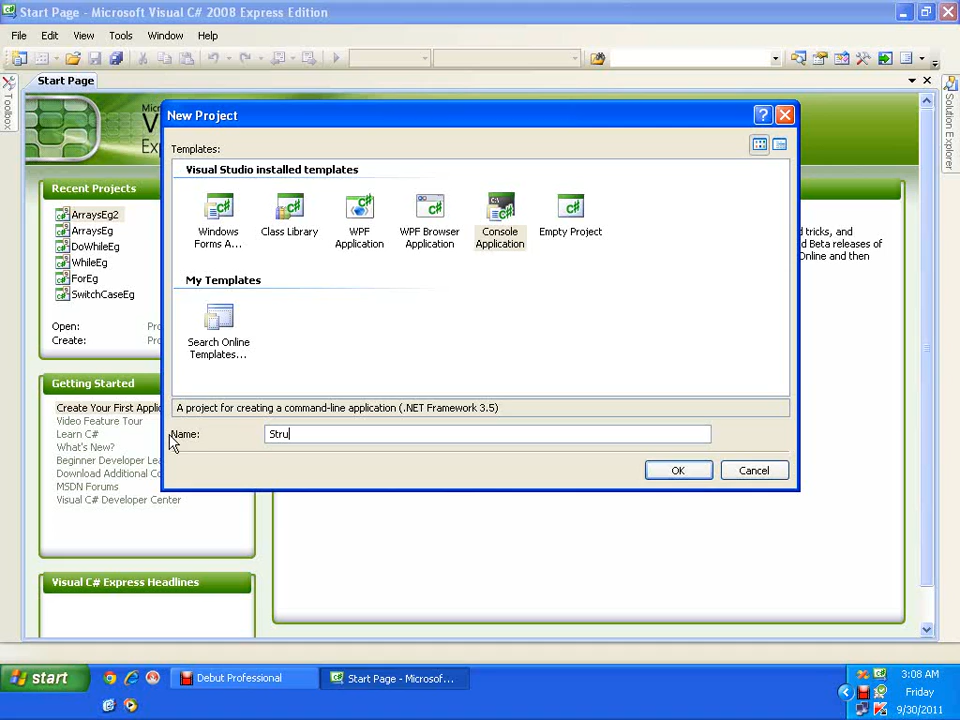 Start Page - Microsoft Visual C# 2008 Express Edition
File Edit View Tools Window Help
Start Page
Toolbox
Solution Explorer
New Project
Templates:
Visual Studio installed templates
Windows Forms A...
Class Library
WPF Application
WPF Browser Application
Console Application
Empty Project
My Templates
Search Online Templates...
A project for creating a command-line application (.NET Framework 3.5)
Name: Stru
OK Cancel
Recent Projects
ArraysEg2
ArraysEg
DoWhileEg
WhileEg
ForEg
SwitchCaseEg
Open: Pro
Create: Pro
Getting Started
Create Your First Applic
Video Feature Tour
Learn C#
What's New?
Beginner Developer Lea
Download Additional Co
MSDN Forums
Visual C# Developer Center
Visual C# Express Headlines
d tricks, and
d Beta releases of
Online and then
start
Debut Professional
Start Page - Microsof...
3:08 AM
Friday
9/30/2011